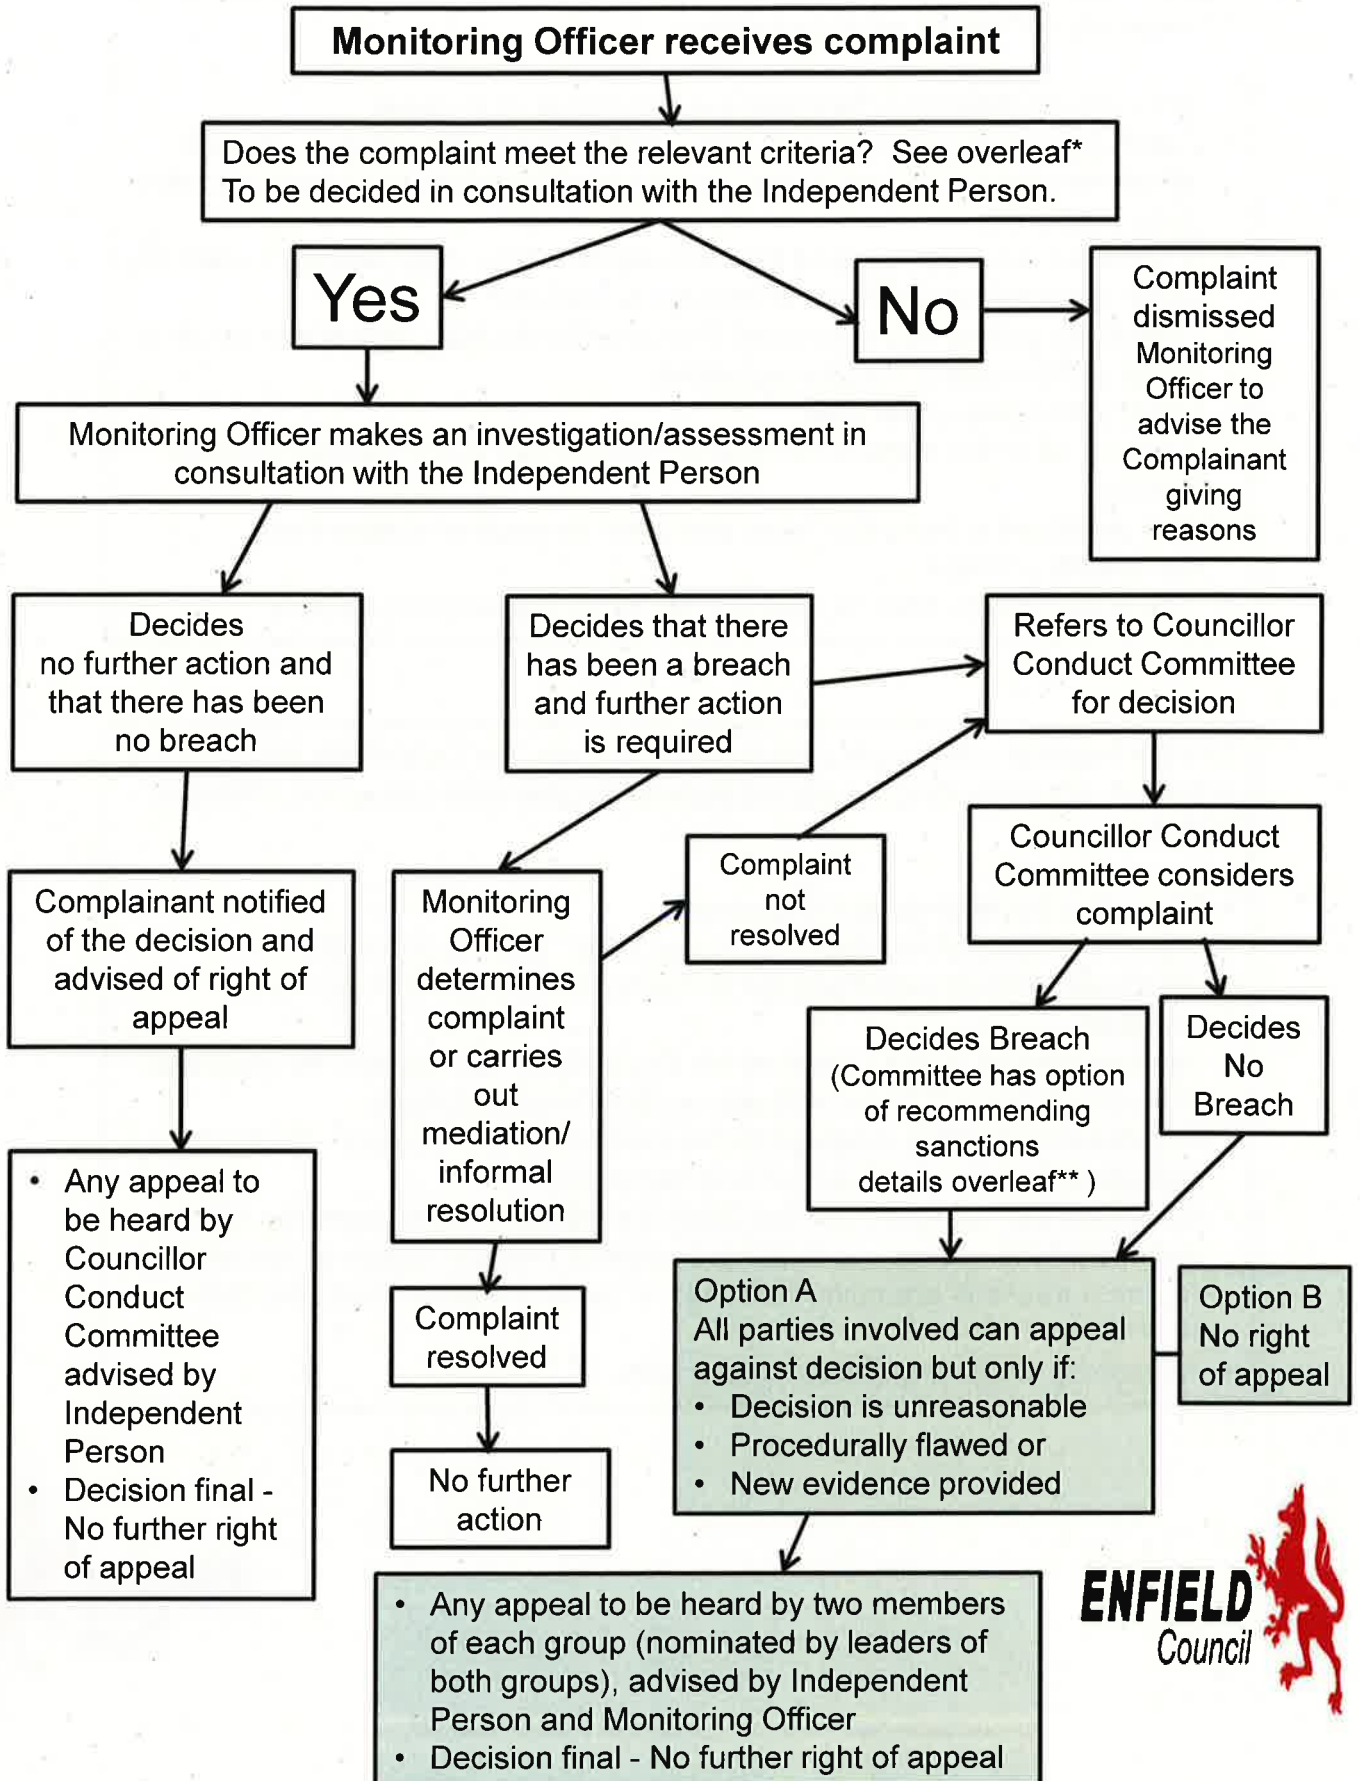 Monitoring Officer receives complaint
Does the complaint meet the relevant criteria? See overleaf*
To be decided in consultation with the Independent Person.
Yes
No
Complaint
dismissed
Monitoring
Officer to
advise the
Complainant
giving
reasons
Monitoring Officer makes an investigation/assessment in
consultation with the Independent Person
Decides
no further action and
that there has been
no breach
Decides that there
has been a breach
and further action
is required
Refers to Councillor
Conduct Committee
for decision
Complainant notified
of the decision and
advised of right of
appeal
Monitoring
Officer
determines
complaint
or carries
out
mediation/
informal
resolution
Complaint
not
resolved
Councillor Conduct
Committee considers
complaint
Decides Breach
(Committee has option
of recommending
sanctions
details overleaf** )
Decides
No
Breach
• Any appeal to
be heard by
Councillor
Conduct
Committee
advised by
Independent
Person
• Decision final -
No further right
of appeal
Complaint
resolved
No further
action
Option A
All parties involved can appeal
against decision but only if:
• Decision is unreasonable
• Procedurally flawed or
• New evidence provided
Option B
No right
of appeal
• Any appeal to be heard by two members
of each group (nominated by leaders of
both groups), advised by Independent
Person and Monitoring Officer
• Decision final - No further right of appeal
ENFIELD
Council